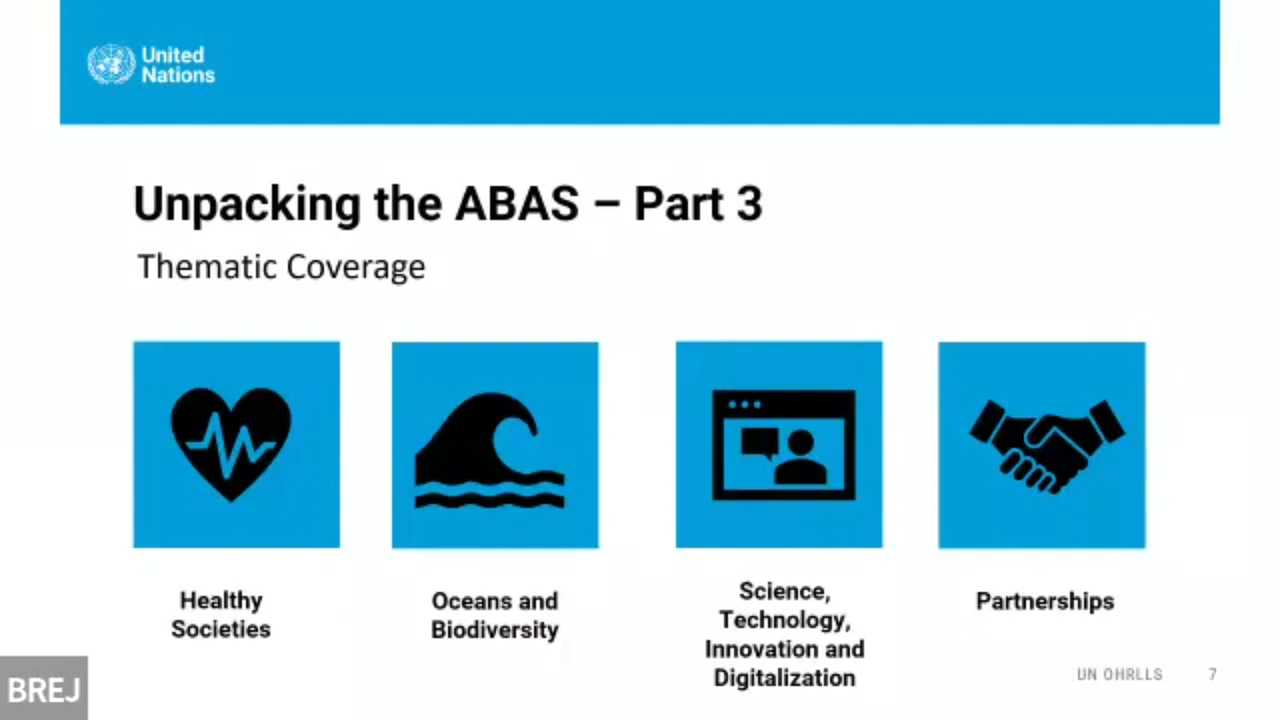 United
Nations
Unpacking the ABAS – Part 3
Thematic Coverage
Healthy
Societies
Oceans and
Biodiversity
Science,
Technology,
Innovation and
Digitalization
Partnerships
UN OHRLLS 7
BREJ